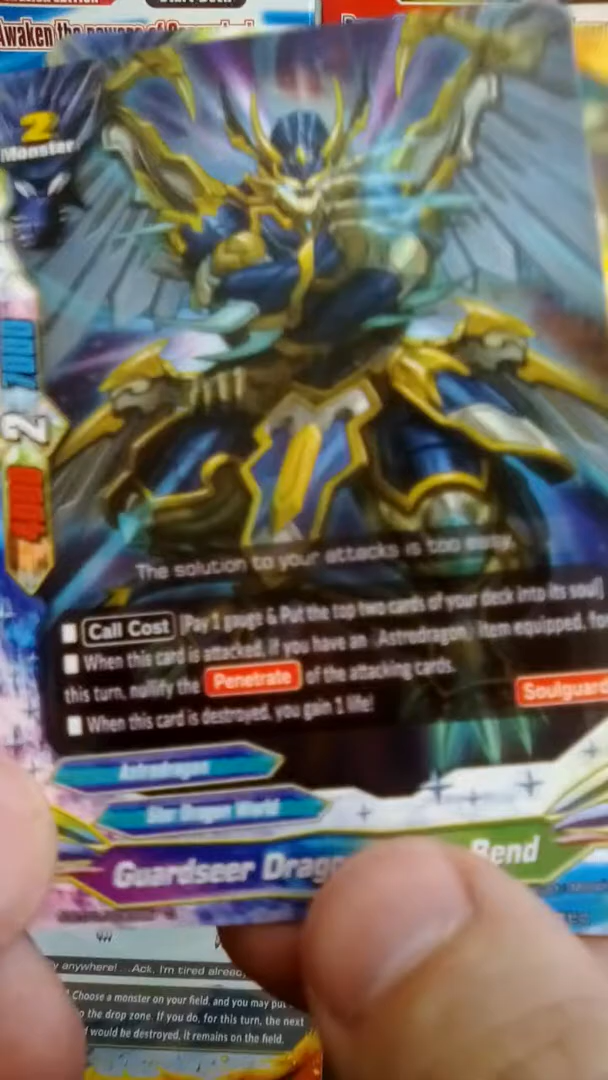 Awaken the powers of
2
Monster
2
The solution to your attacks is too easy.
Call Cost [Pay 1 gauge & Put the top two cards of your deck into its soul]
When this card is attacked, if you have an Astrodragon Item equipped, for
this turn, nullify the Penetrate of the attacking cards.
Soulguard
When this card is destroyed, you gain 1 life!
Astrodragon
Star Dragon World
Guardseer Drag Bend
y anywhere! ...Ack, I'm tired alread
Choose a monster on your field, and you may put
o the drop zone. If you do, for this turn, the next
would be destroyed, it remains on the field.